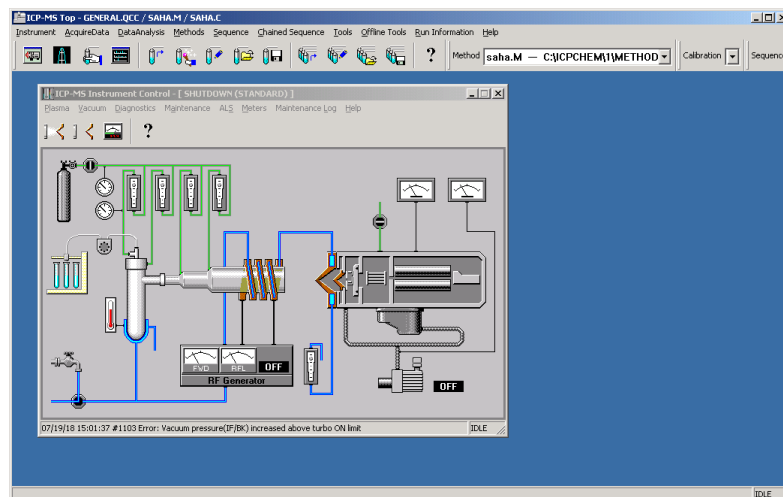 ICP-MS Top - GENERAL.QCC / SAHA.M / SAHA.C
Instrument AcquireData DataAnalysis Methods Sequence Chained Sequence Tools Offline Tools Run Information Help
? Method saha.M — C:\ICPCHEM\1\METHOD Calibration Sequence
ICP-MS Instrument Control - [ SHUTDOWN (STANDARD) ]
Plasma Vacuum Diagnostics Maintenance ALS Meters Maintenance Log Help
?
FWD RFL OFF
RF Generator
OFF
07/19/18 15:01:37 #1103 Error: Vacuum pressure(IF/BK) increased above turbo ON limit IDLE
IDLE